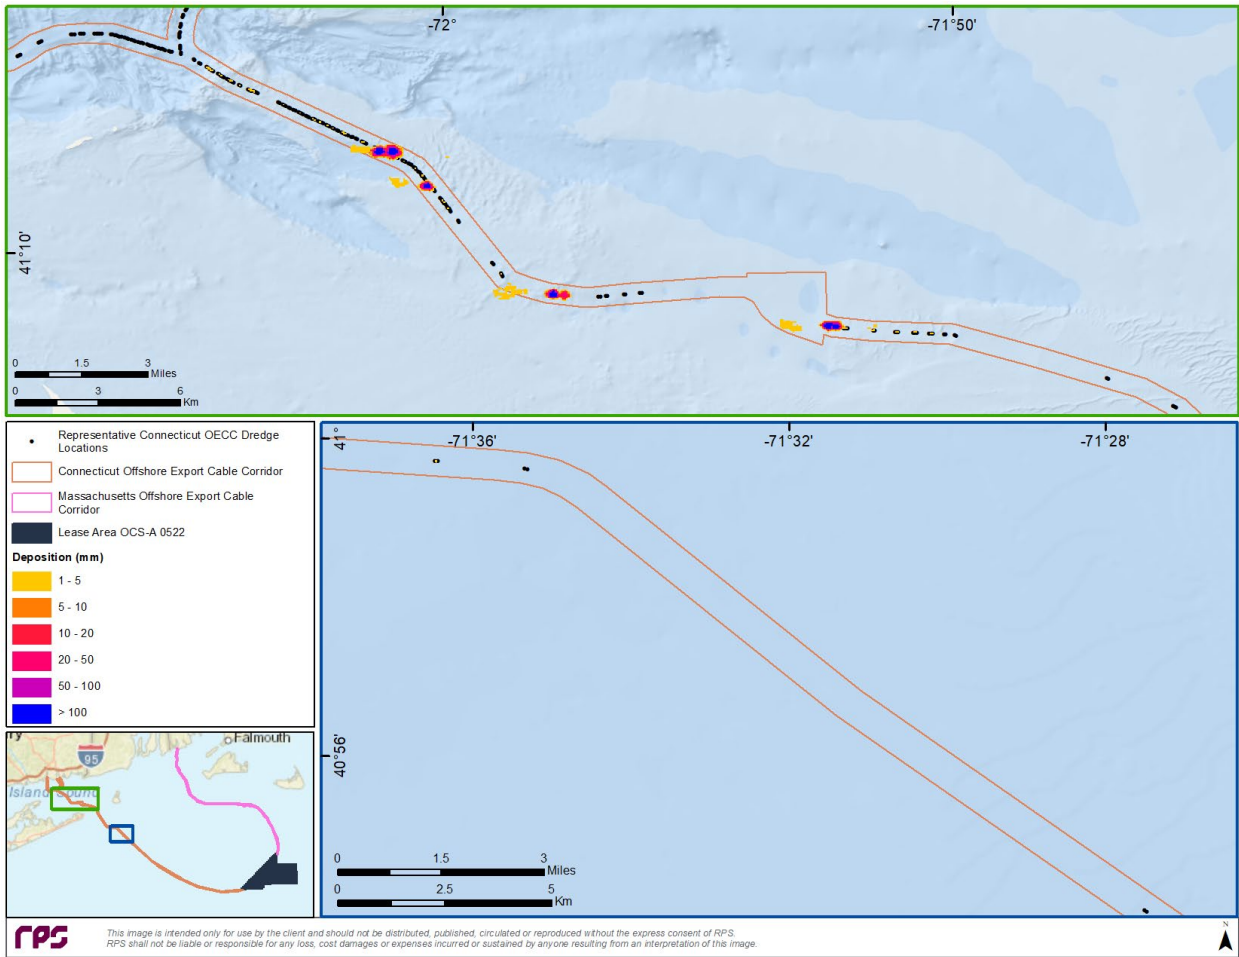 -72°
-71°50'
41°10'
0 1.5 3
Miles
0 3 6
Km
Representative Connecticut OECC Dredge
Locations
Connecticut Offshore Export Cable Corridor
Massachusetts Offshore Export Cable
Corridor
Lease Area OCS-A 0522
Deposition (mm)
1 - 5
5 - 10
10 - 20
20 - 50
50 - 100
> 100
41°
-71°36'
-71°32'
-71°28'
40°56'
0 1.5 3
Miles
0 2.5 5
Km
ry
95
Falmouth
Island Sound
rps
This image is intended only for use by the client and should not be distributed, published, circulated or reproduced without the express consent of RPS.
RPS shall not be liable or responsible for any loss, cost damages or expenses incurred or sustained by anyone resulting from an interpretation of this image.
N